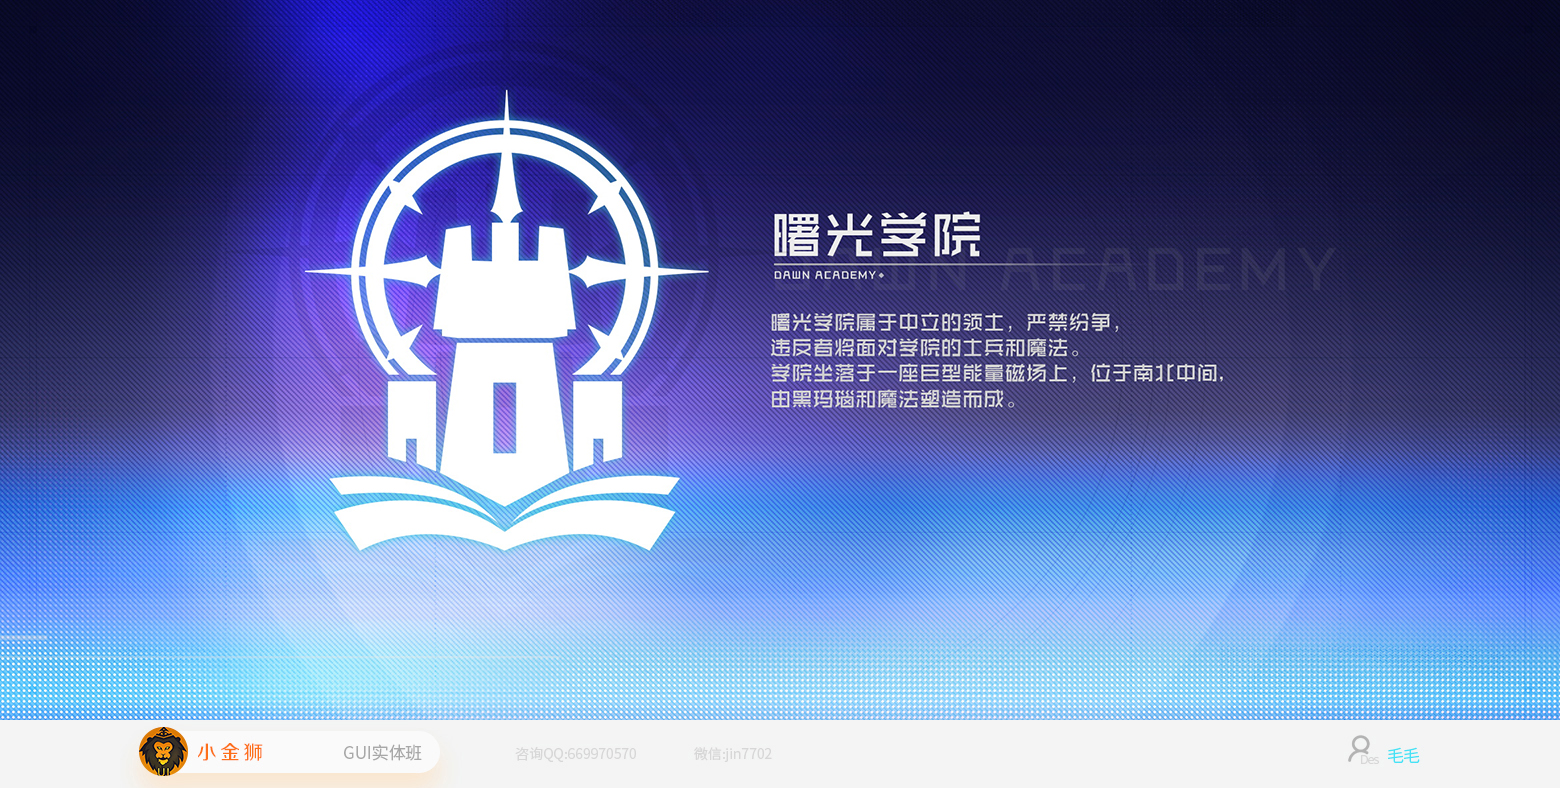 曙光学院
DAWN ACADEMY
DAWN ACADEMY
曙光学院属于中立的领土，严禁纷争，
违反者将面对学院的士兵和魔法。
学院坐落于一座巨型能量磁场上，位于南北中间，
由黑玛瑙和魔法塑造而成。
小金狮 GUI实体班 咨询QQ:669970570 微信:jin7702 Des 毛毛
UI